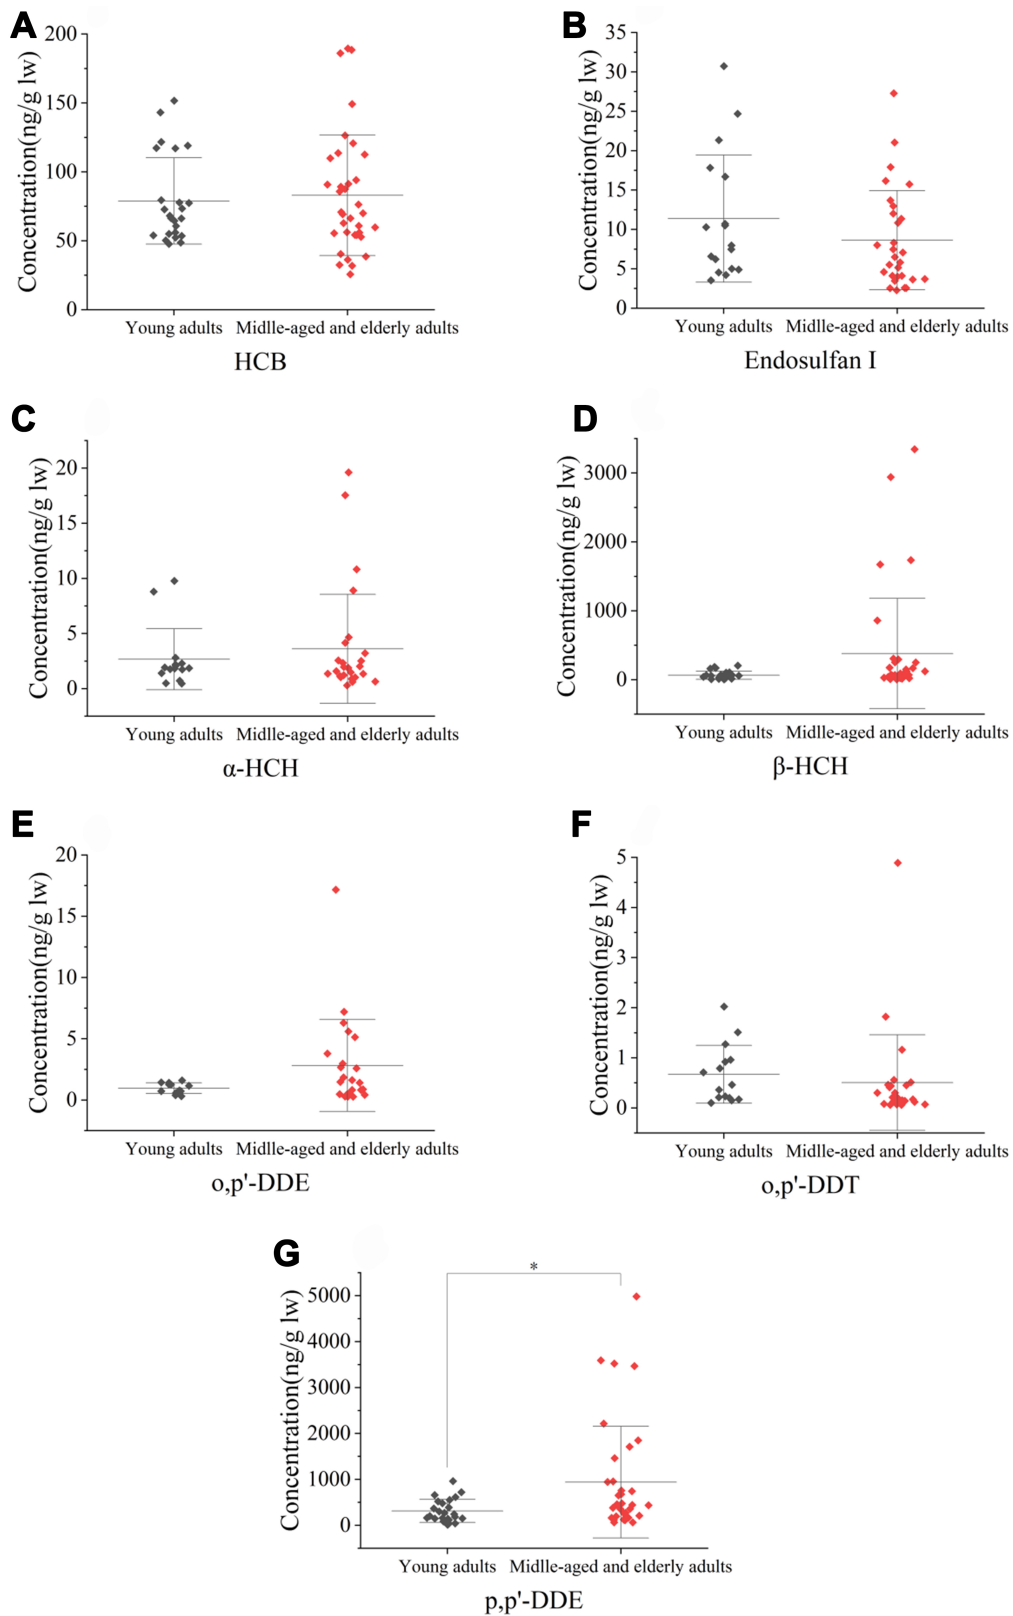 A
Concentration(ng/g lw)
200
150
100
50
0
Young adults
Midlle-aged and elderly adults
HCB
B
Concentration(ng/g lw)
35
30
25
20
15
10
5
0
Young adults
Midlle-aged and elderly adults
Endosulfan I
C
Concentration(ng/g lw)
20
15
10
5
0
Young adults
Midlle-aged and elderly adults
α-HCH
D
Concentration(ng/g lw)
3000
2000
1000
0
Young adults
Midlle-aged and elderly adults
β-HCH
E
Concentration(ng/g lw)
20
15
10
5
0
Young adults
Midlle-aged and elderly adults
o,p'-DDE
F
Concentration(ng/g lw)
5
4
3
2
1
0
Young adults
Midlle-aged and elderly adults
o,p'-DDT
G
*
Concentration(ng/g lw)
5000
4000
3000
2000
1000
0
Young adults
Midlle-aged and elderly adults
p,p'-DDE